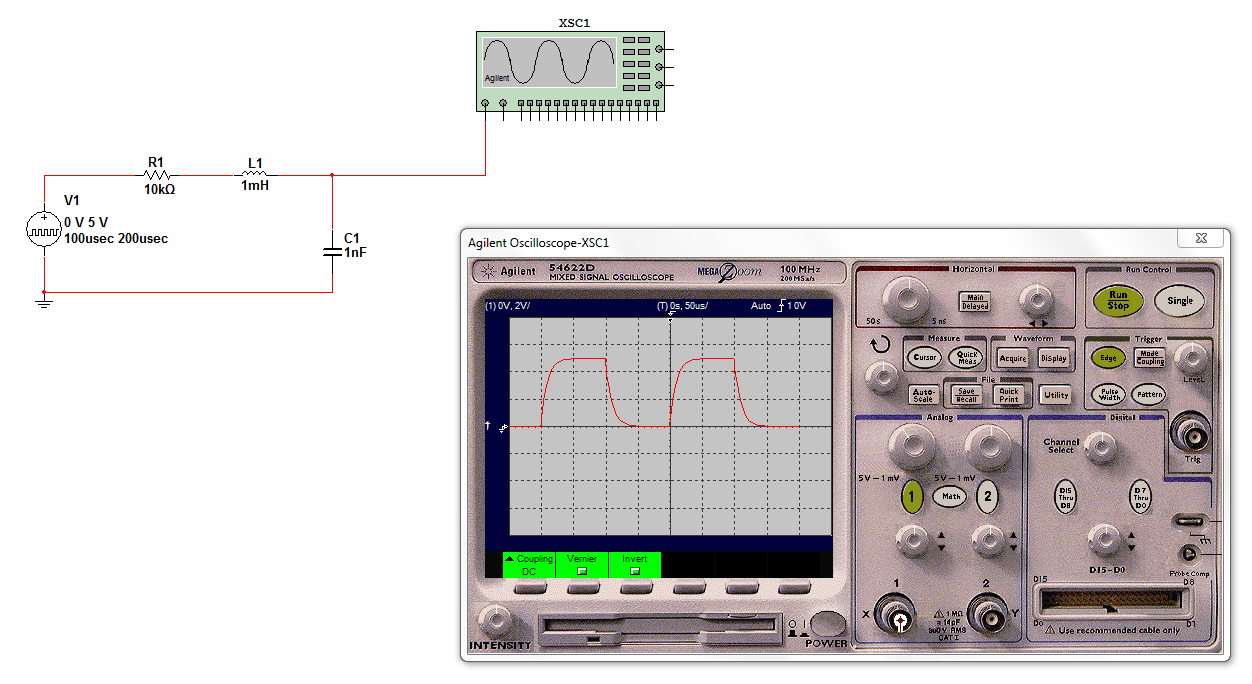 XSC1
Agilent
R1
10kΩ
L1
1mH
V1
0 V 5 V
100usec 200usec
C1
1nF
Agilent Oscilloscope-XSC1
Agilent 54622D
MIXED SIGNAL OSCILLOSCOPE
MEGA Zoom
100 MHz
200 MSa/s
(1) 0V, 2V/ (T) 0s, 50us/ Auto 1.0V
Coupling Vernier Invert
DC
INTENSITY
POWER
Horizontal
Main
Delayed
50 s 5 ns
Run Control
Run
Stop
Single
Measure
Cursor
Quick
Meas
Waveform
Acquire
Display
Trigger
Edge
Mode
Coupling
Level
Pulse
Width
Pattern
Trig
Auto-
Scale
File
Save
Recall
Quick
Print
Utility
Analog
5V - 1 mV 5V - 1 mV
1
Math
2
1 2
X Y
1 MΩ
≈ 14pF
300V RMS
CAT I
Digital
Channel
Select
D15
Thru
D8
D7
Thru
D0
D15-D0
Probe Comp
D15 D8
D0 D1
Use recommended cable only